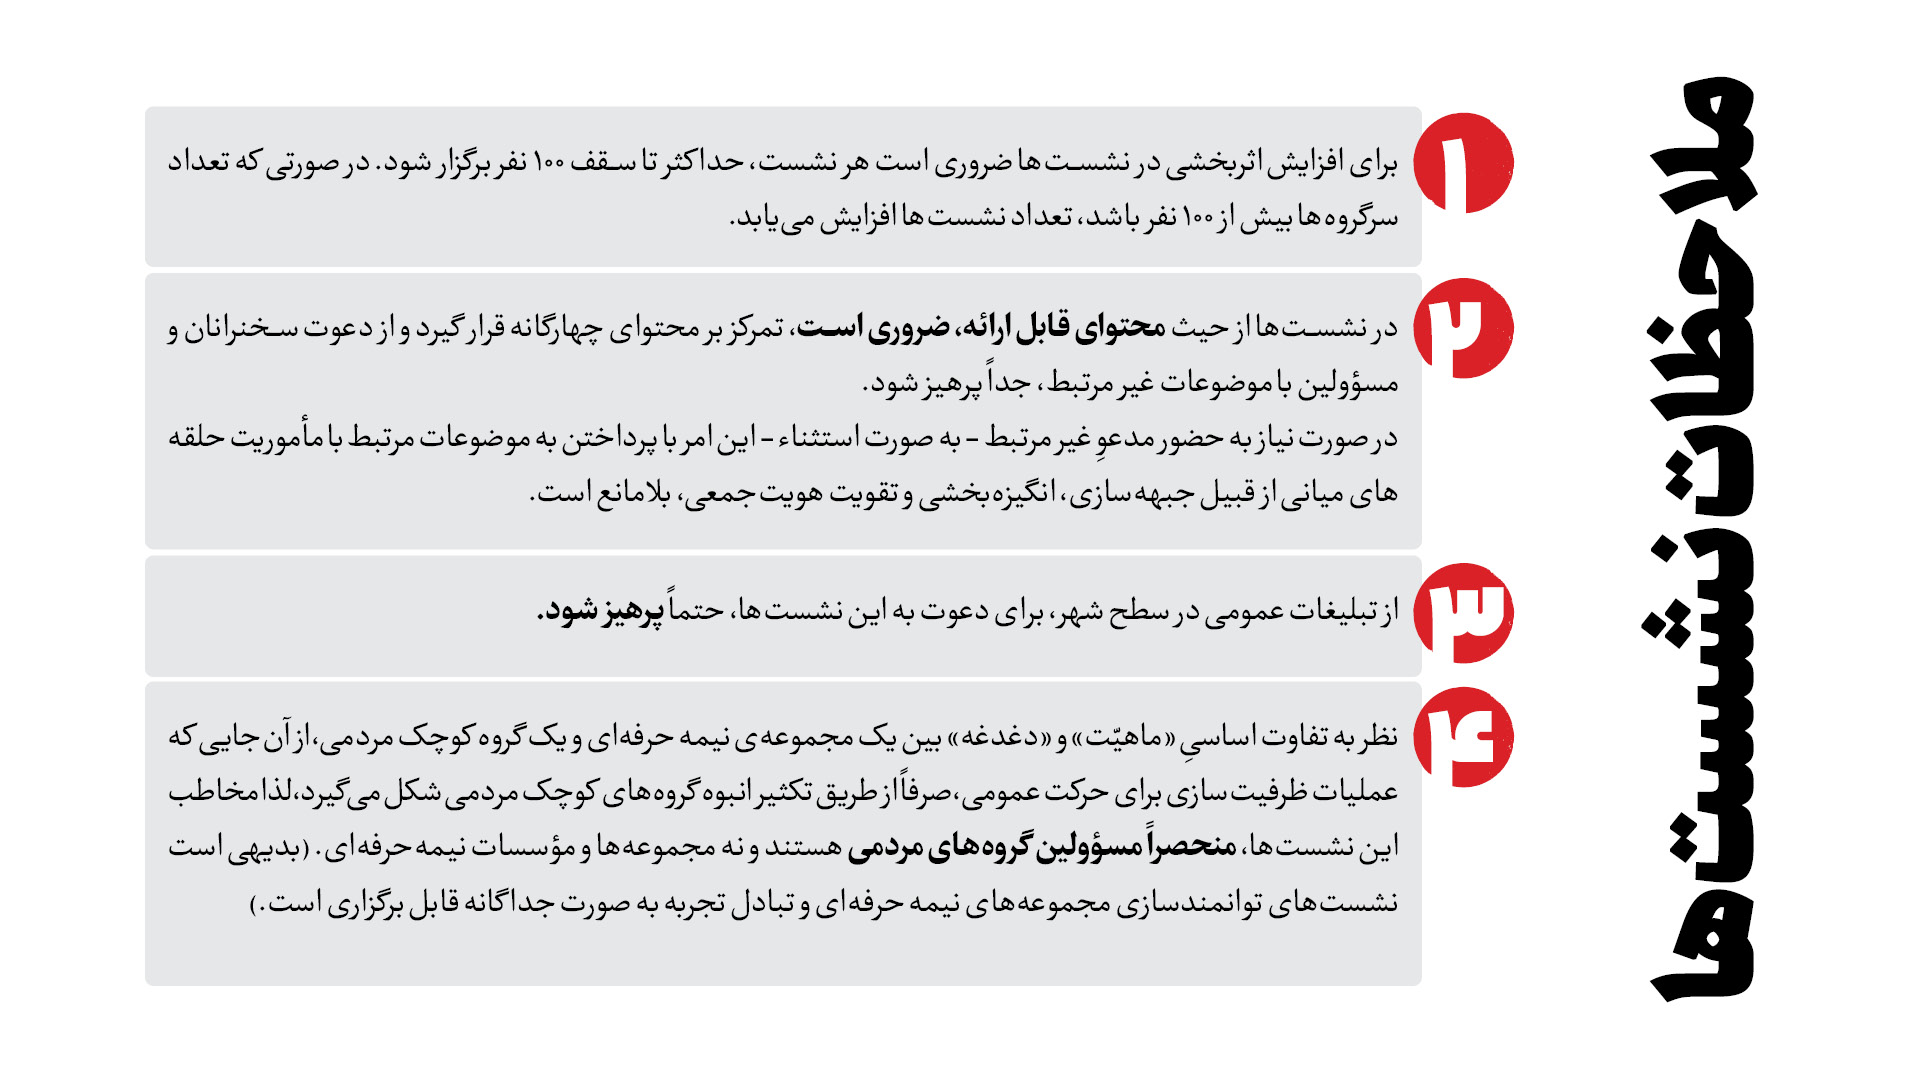 ملاحظات نشست‌ها
۱
برای افزایش اثربخشی در نشست‌ها ضروری است هر نشست، حداکثر تا سقف ۱۰۰ نفر برگزار شود. در صورتی که تعداد
سرگروه‌ها بیش از ۱۰۰ نفر باشد، تعداد نشست‌ها افزایش می‌یابد.
۲
در نشست‌ها از حیث محتوای قابل ارائه، ضروری است، تمرکز بر محتوای چهارگانه قرار گیرد و از دعوت سخنرانان و
مسؤولین با موضوعات غیر مرتبط، جداً پرهیز شود.
در صورت نیاز به حضور مدعوِ غیر مرتبط – به صورت استثناء – این امر با پرداختن به موضوعات مرتبط با مأموریت حلقه
های میانی از قبیل جبهه‌سازی، انگیزه‌بخشی و تقویت هویت جمعی، بلامانع است.
۳
از تبلیغات عمومی در سطح شهر، برای دعوت به این نشست‌ها، حتماً پرهیز شود.
۴
نظر به تفاوت اساسیِ «ماهیّت» و «دغدغه» بین یک مجموعه‌ی نیمه حرفه‌ای و یک گروه کوچک مردمی،از آن جایی که
عملیات ظرفیت‌سازی برای حرکت عمومی،صرفاً از طریق تکثیر انبوه گروه‌های کوچک مردمی شکل می‌گیرد،لذا مخاطب
این نشست‌ها، منحصراً مسؤولین گروه‌های مردمی هستند و نه مجموعه‌ها و مؤسسات نیمه حرفه‌ای. (بدیهی است
نشست‌های توانمندسازی مجموعه‌های نیمه حرفه‌ای و تبادل تجربه به صورت جداگانه قابل برگزاری است.)